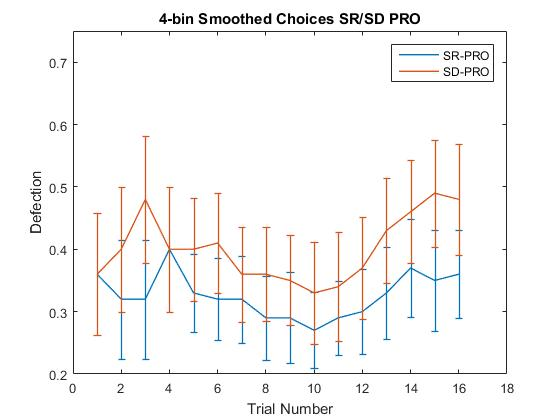 4-bin Smoothed Choices SR/SD PRO
SR-PRO
SD-PRO
0.7
0.6
0.5
0.4
0.3
0.2
Defection
0 2 4 6 8 10 12 14 16 18
Trial Number